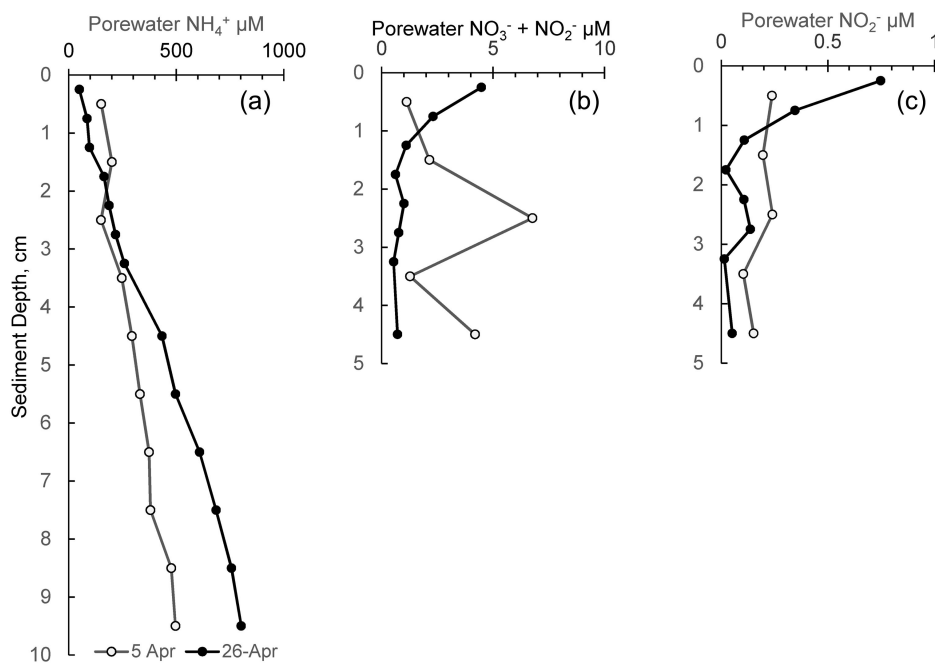 Porewater NH₄⁺ µM
0 500 1000
0
1
2
3
4
5
6
7
8
9
10
Sediment Depth, cm
(a)
5 Apr 26-Apr
Porewater NO₃⁻ + NO₂⁻ µM
0 5 10
0
1
2
3
4
5
(b)
Porewater NO₂⁻ µM
0 0.5 1
0
1
2
3
4
5
(c)